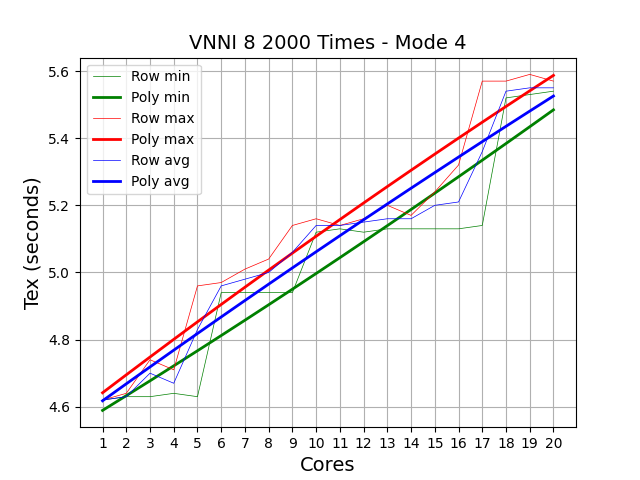 VNNI 8 2000 Times - Mode 4
Row min
Poly min
Row max
Poly max
Row avg
Poly avg
Tex (seconds)
5.6
5.4
5.2
5.0
4.8
4.6
1 2 3 4 5 6 7 8 9 10 11 12 13 14 15 16 17 18 19 20
Cores